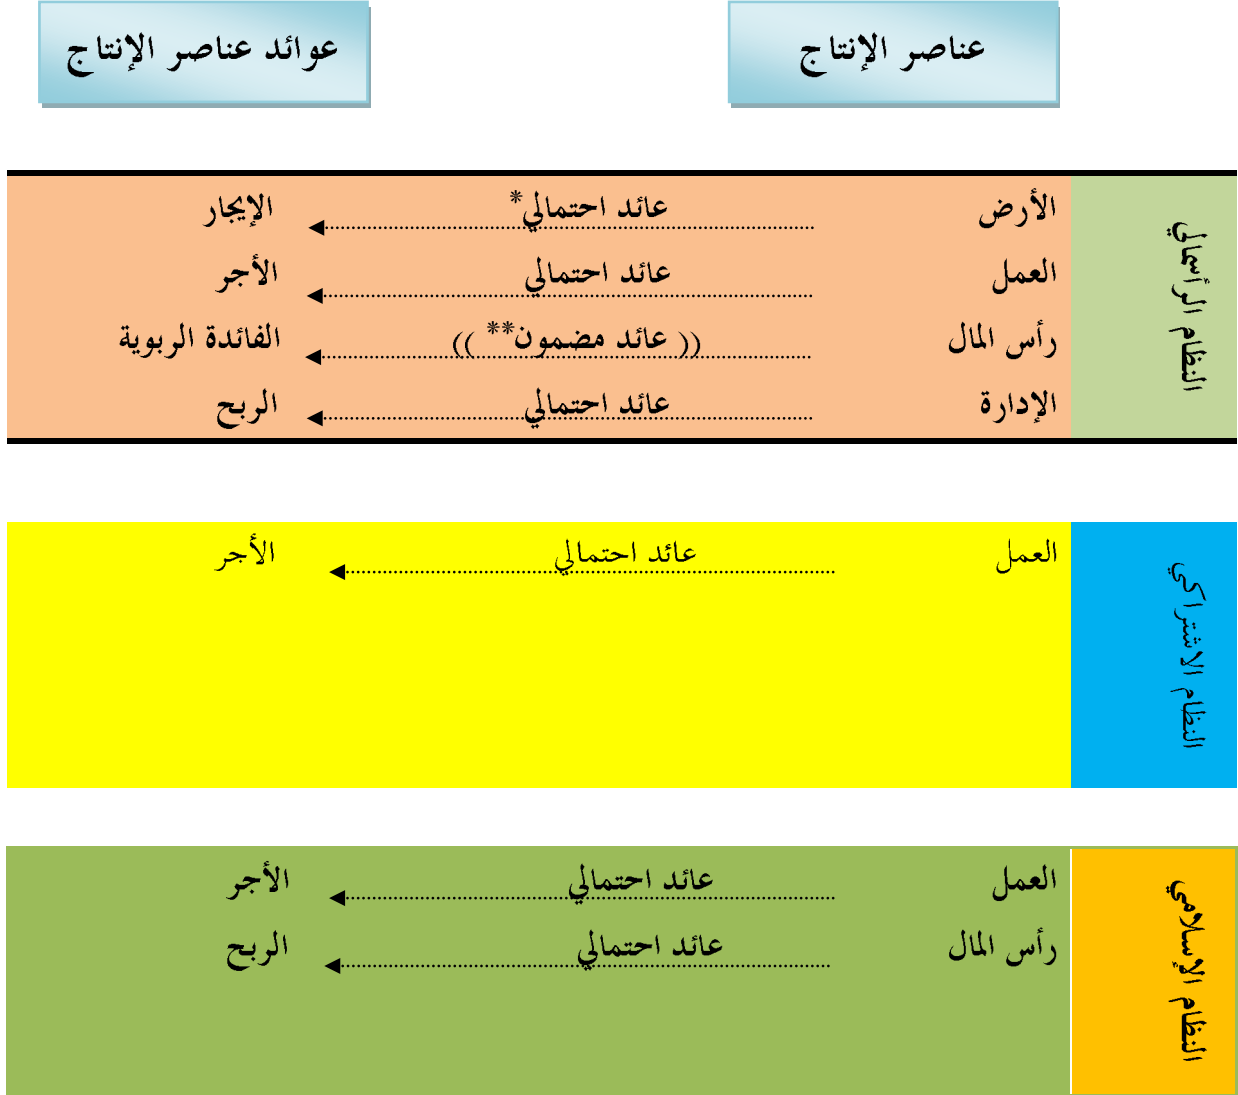 عناصر الإنتاج
عوائد عناصر الإنتاج
النظام الرأسمالي
الأرض عائد احتمالي* الإيجار
العمل عائد احتمالي الأجر
رأس المال (( عائد مضمون** )) الفائدة الربوية
الإدارة عائد احتمالي الربح
النظام الاشتراكي
العمل عائد احتمالي الأجر
النظام الإسلامي
العمل عائد احتمالي الأجر
رأس المال عائد احتمالي الربح